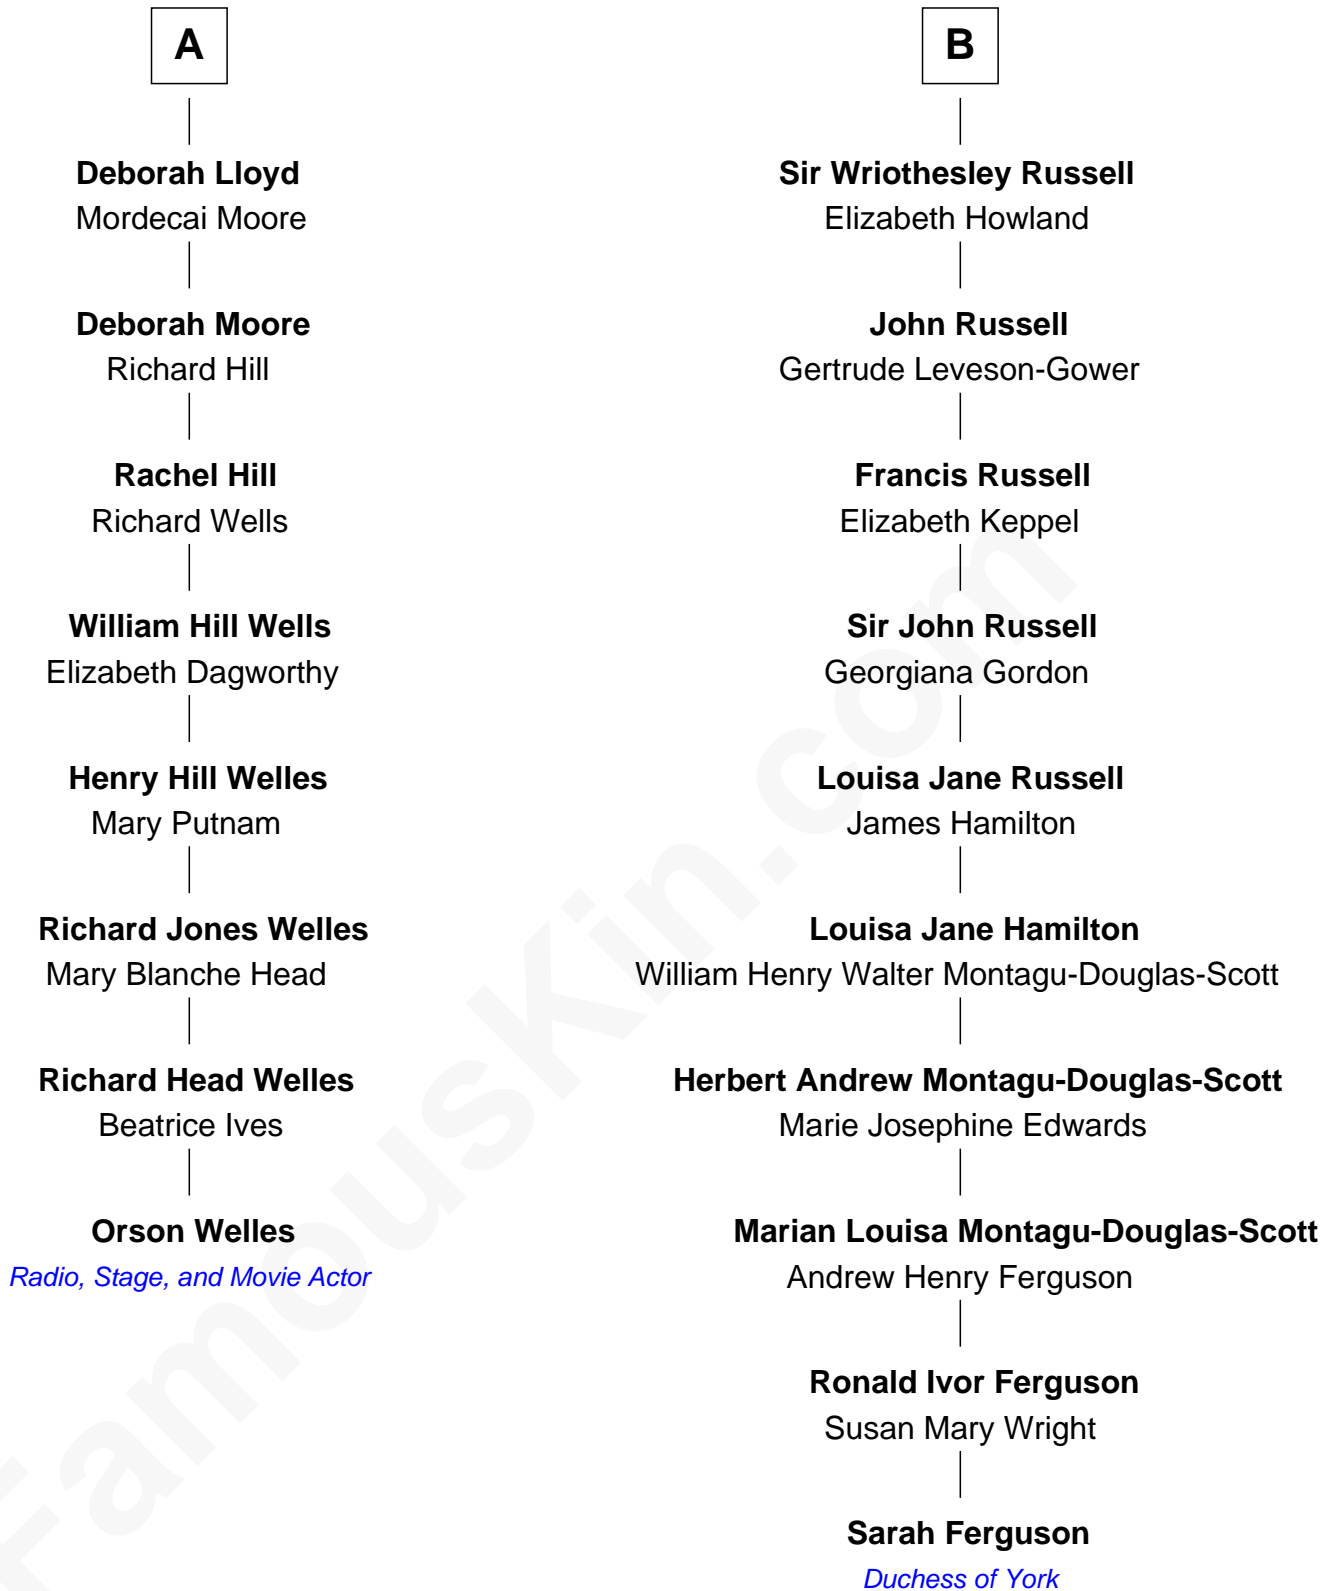 A
Deborah Lloyd
Mordecai Moore
Deborah Moore
Richard Hill
Rachel Hill
Richard Wells
William Hill Wells
Elizabeth Dagworthy
Henry Hill Welles
Mary Putnam
Richard Jones Welles
Mary Blanche Head
Richard Head Welles
Beatrice Ives
Orson Welles
Radio, Stage, and Movie Actor
B
Sir Wriothesley Russell
Elizabeth Howland
John Russell
Gertrude Leveson-Gower
Francis Russell
Elizabeth Keppel
Sir John Russell
Georgiana Gordon
Louisa Jane Russell
James Hamilton
Louisa Jane Hamilton
William Henry Walter Montagu-Douglas-Scott
Herbert Andrew Montagu-Douglas-Scott
Marie Josephine Edwards
Marian Louisa Montagu-Douglas-Scott
Andrew Henry Ferguson
Ronald Ivor Ferguson
Susan Mary Wright
Sarah Ferguson
Duchess of York
FamousKin.com